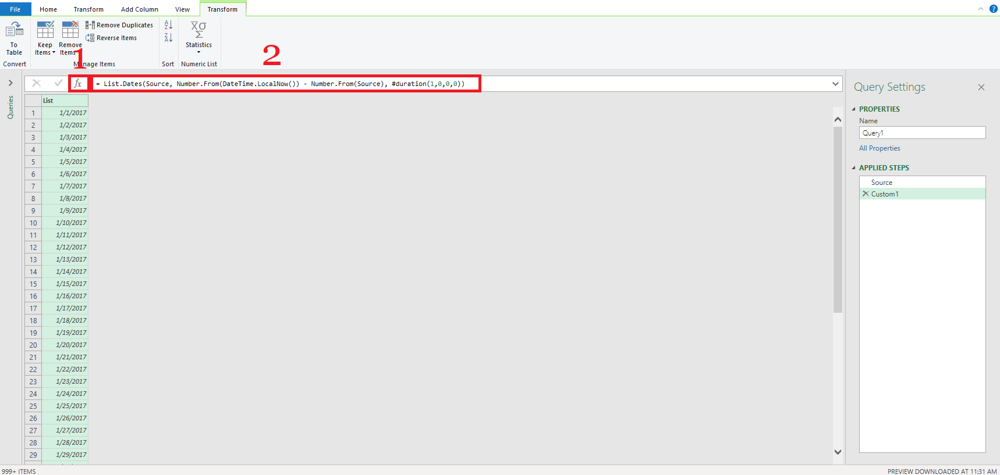 File Home Transform Add Column View Transform ?
To Table
Keep Items
Remove Items
Remove Duplicates
Reverse Items
A Z
Z A
X̄σ Σ
Statistics
Convert Manage Items Sort Numeric List
1 2
fx = List.Dates(Source, Number.From(DateTime.LocalNow()) - Number.From(Source), #duration(1,0,0,0))
Queries
List
1 1/1/2017
2 1/2/2017
3 1/3/2017
4 1/4/2017
5 1/5/2017
6 1/6/2017
7 1/7/2017
8 1/8/2017
9 1/9/2017
10 1/10/2017
11 1/11/2017
12 1/12/2017
13 1/13/2017
14 1/14/2017
15 1/15/2017
16 1/16/2017
17 1/17/2017
18 1/18/2017
19 1/19/2017
20 1/20/2017
21 1/21/2017
22 1/22/2017
23 1/23/2017
24 1/24/2017
25 1/25/2017
26 1/26/2017
27 1/27/2017
28 1/28/2017
29 1/29/2017
Query Settings
PROPERTIES
Name
Query1
All Properties
APPLIED STEPS
Source
Custom1
999+ ITEMS
PREVIEW DOWNLOADED AT 11:31 AM